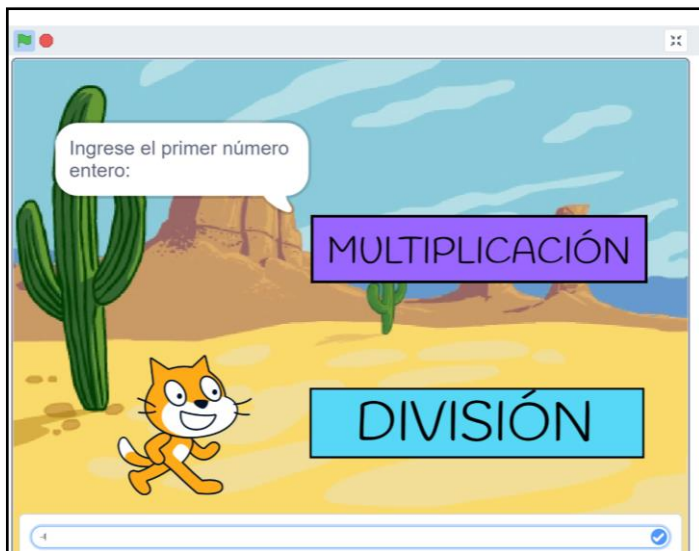 Ingrese el primer número
entero:
MULTIPLICACIÓN
DIVISIÓN
-4